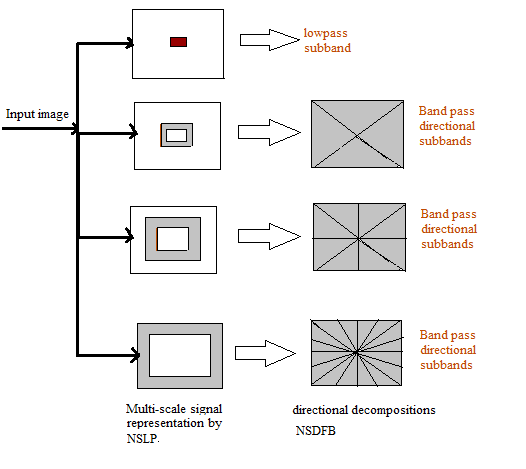 lowpass
subband
Input image
Band pass
directional
subbands
Band pass
directional
subbands
Band pass
directional
subbands
Multi-scale signal
representation by
NSLP.
directional decompositions
NSDFB